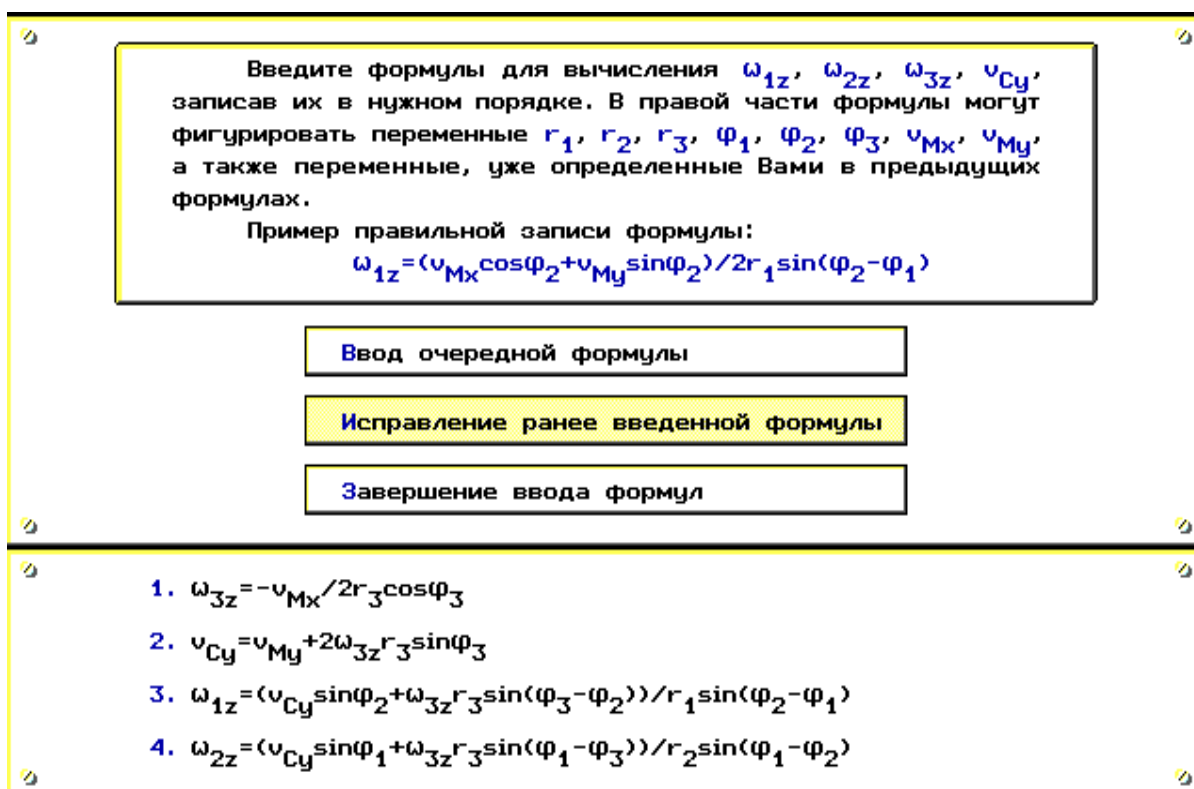 Введите формулы для вычисления ω1z, ω2z, ω3z, vCy,
записав их в нужном порядке. В правой части формулы могут
фигурировать переменные r1, r2, r3, φ1, φ2, φ3, vMx, vMy,
а также переменные, уже определенные Вами в предыдущих
формулах.
Пример правильной записи формулы:
ω1z=(vMxcosφ2+vMysinφ2)/2r1sin(φ2-φ1)
Ввод очередной формулы
Исправление ранее введенной формулы
Завершение ввода формул
1. ω3z=-vMx/2r3cosφ3
2. vCy=vMy+2ω3zr3sinφ3
3. ω1z=(vCysinφ2+ω3zr3sin(φ3-φ2))/r1sin(φ2-φ1)
4. ω2z=(vCysinφ1+ω3zr3sin(φ1-φ3))/r2sin(φ1-φ2)